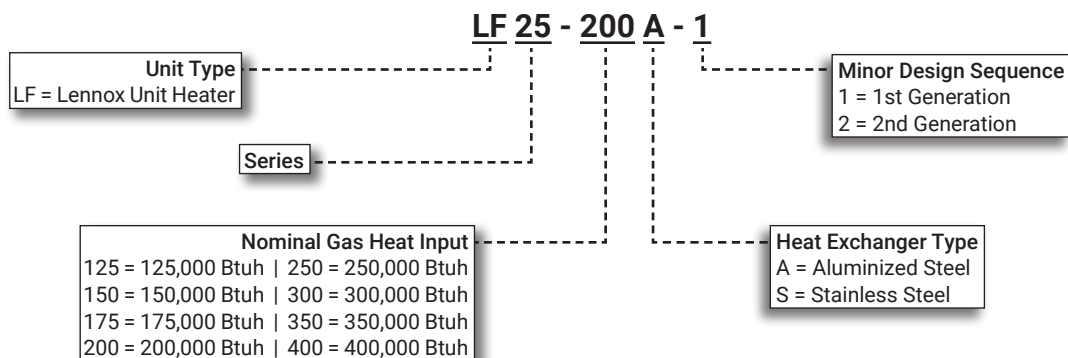 LF 25 - 200 A - 1
Unit Type
LF = Lennox Unit Heater
Minor Design Sequence
1 = 1st Generation
2 = 2nd Generation
Series
Nominal Gas Heat Input
125 = 125,000 Btuh | 250 = 250,000 Btuh
150 = 150,000 Btuh | 300 = 300,000 Btuh
175 = 175,000 Btuh | 350 = 350,000 Btuh
200 = 200,000 Btuh | 400 = 400,000 Btuh
Heat Exchanger Type
A = Aluminized Steel
S = Stainless Steel